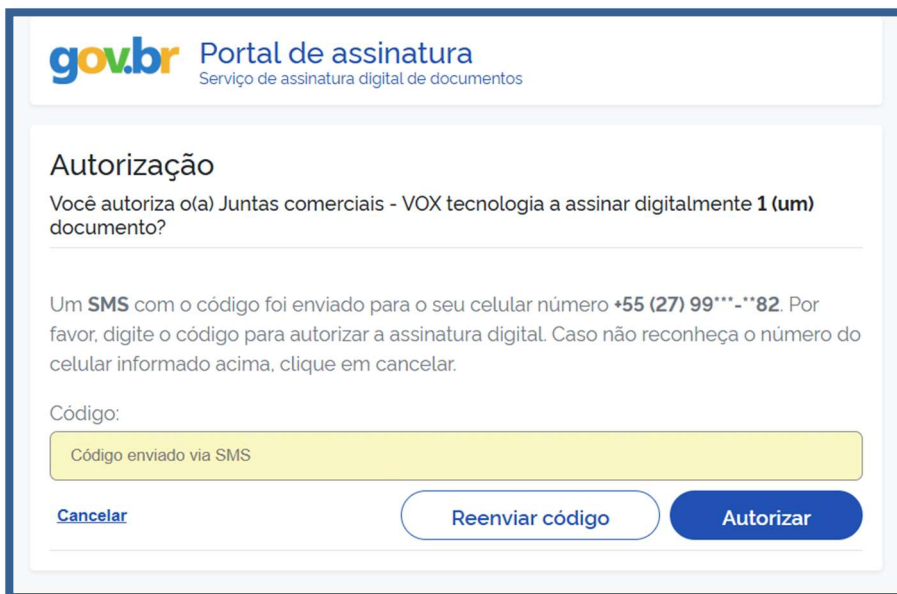 gov.br Portal de assinatura
Serviço de assinatura digital de documentos
Autorização
Você autoriza o(a) Juntas comerciais - VOX tecnologia a assinar digitalmente 1 (um)
documento?
Um SMS com o código foi enviado para o seu celular número +55 (27) 99***-**82. Por
favor, digite o código para autorizar a assinatura digital. Caso não reconheça o número do
celular informado acima, clique em cancelar.
Código:
Código enviado via SMS
Cancelar Reenviar código Autorizar